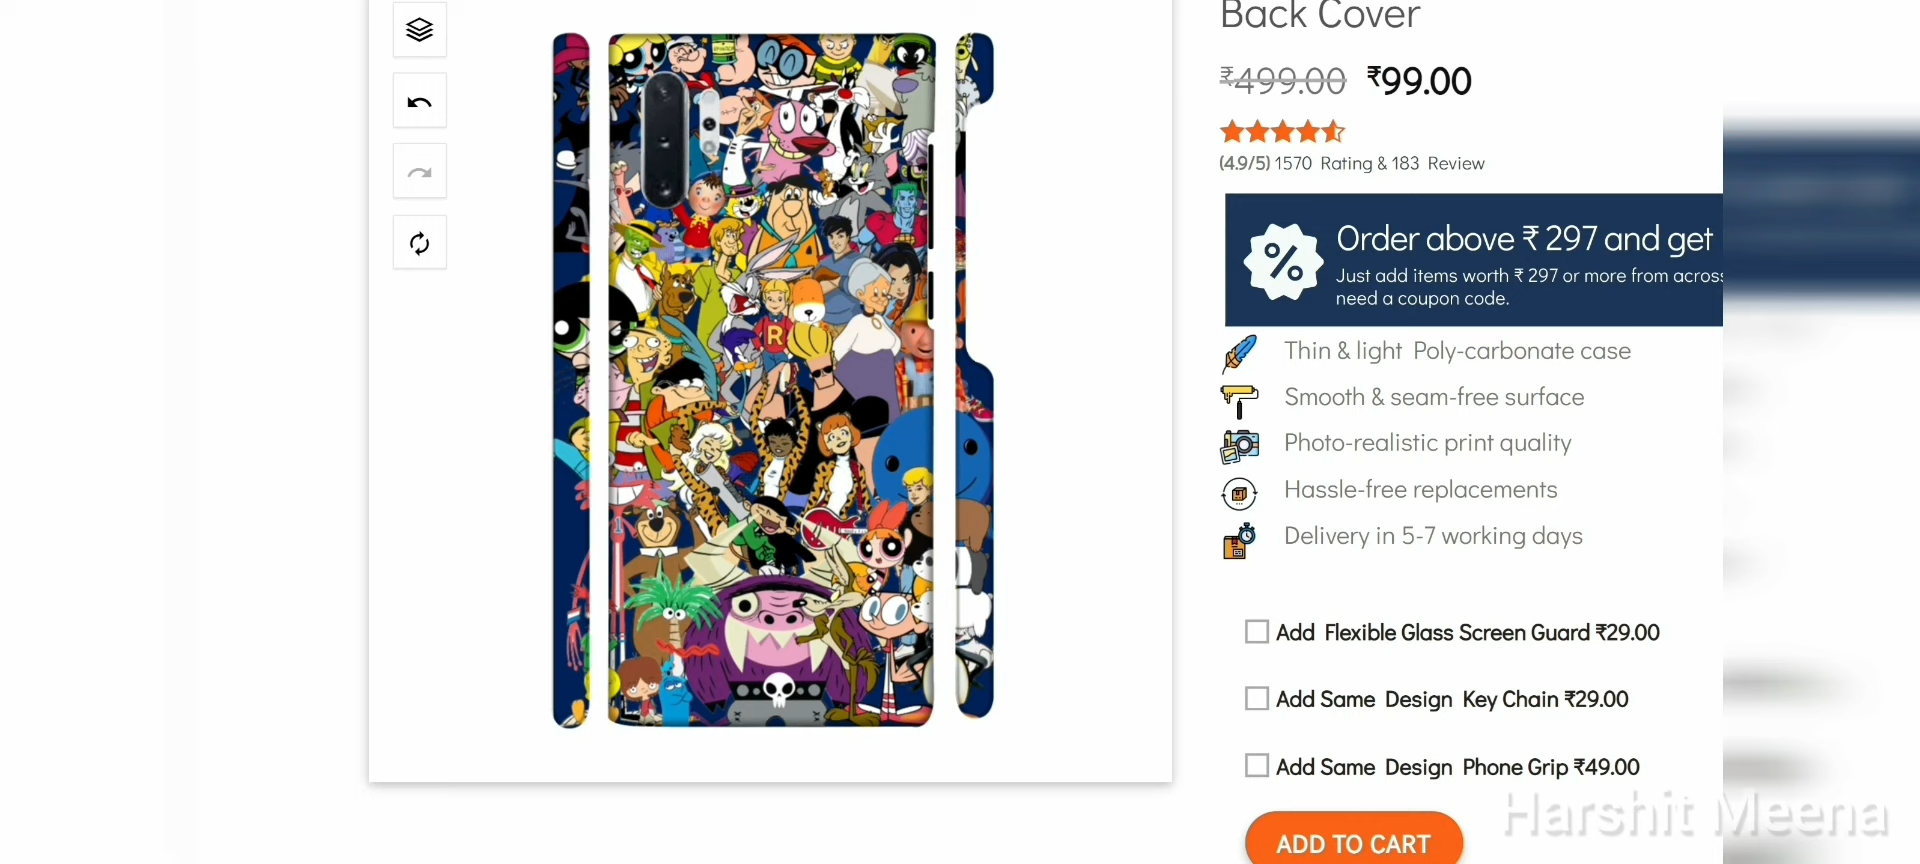 Back Cover
₹499.00 ₹99.00
(4.9/5) 1570 Rating & 183 Review
%
Order above ₹ 297 and get
Just add items worth ₹ 297 or more from across
need a coupon code.
Thin & light Poly-carbonate case
Smooth & seam-free surface
Photo-realistic print quality
Hassle-free replacements
Delivery in 5-7 working days
Add Flexible Glass Screen Guard ₹29.00
Add Same Design Key Chain ₹29.00
Add Same Design Phone Grip ₹49.00
ADD TO CART
Harshit Meena
R